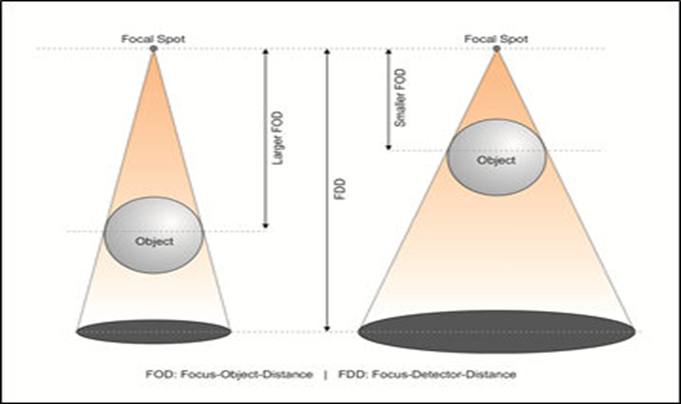 Focal Spot
Focal Spot
Larger FOD
FDD
Smaller FOD
Object
Object
FOD: Focus-Object-Distance | FDD: Focus-Detector-Distance